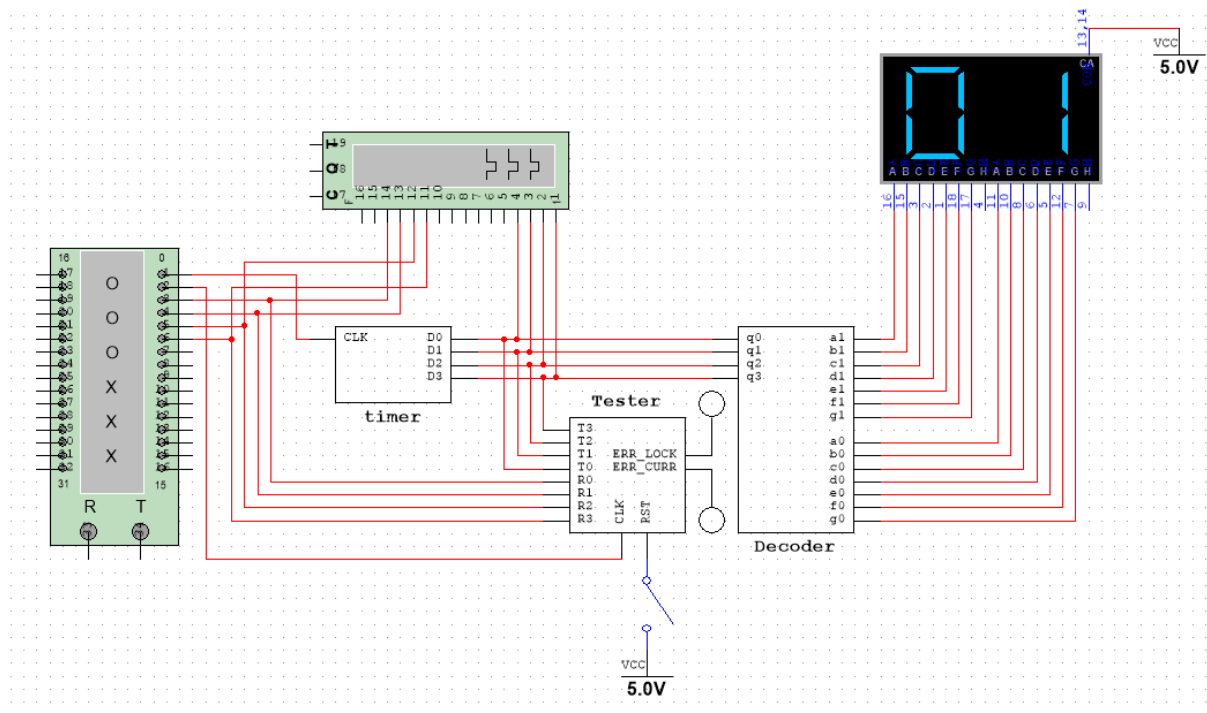 13,14
VCC
5.0V
CA
COM
0 1
A B C D E F G H A B C D E F G H
16 15 3 2 1 18 17 4 11 10 8 6 5 12 7 9
T 9
Q 8
C 7
F
16 15 14 13 12 11 10 9 8 7 6 5 4 3 2 1
16 0
O
O
O
X
X
X
31 15
R T
CLK D0
D1
D2
D3
timer
q0 a1
q1 b1
q2 c1
q3 d1
e1
f1
g1
a0
b0
c0
d0
e0
f0
g0
Decoder
Tester
T3
T2
T1 ERR_LOCK
T0 ERR_CURR
R0
R1
R2
R3
CLK
RST
VCC
5.0V